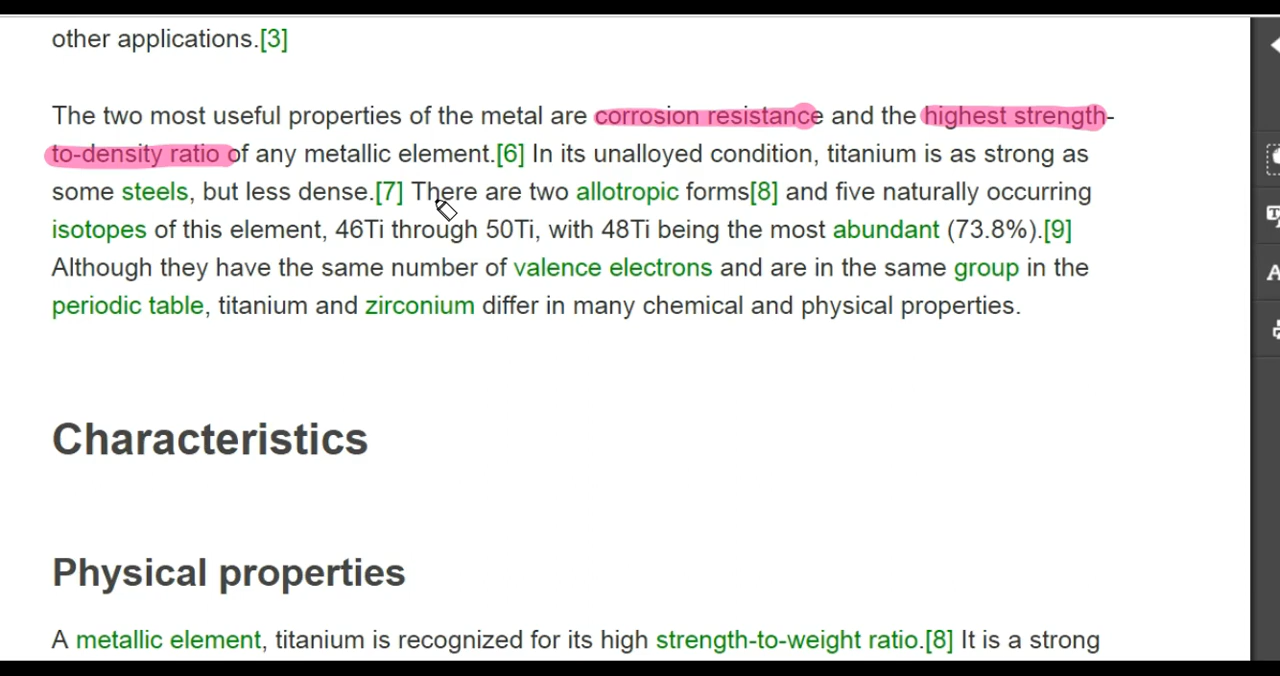 other applications.[3]
The two most useful properties of the metal are corrosion resistance and the highest strength-
to-density ratio of any metallic element.[6] In its unalloyed condition, titanium is as strong as
some steels, but less dense.[7] There are two allotropic forms[8] and five naturally occurring
isotopes of this element, 46Ti through 50Ti, with 48Ti being the most abundant (73.8%).[9]
Although they have the same number of valence electrons and are in the same group in the
periodic table, titanium and zirconium differ in many chemical and physical properties.
Characteristics
Physical properties
A metallic element, titanium is recognized for its high strength-to-weight ratio.[8] It is a strong